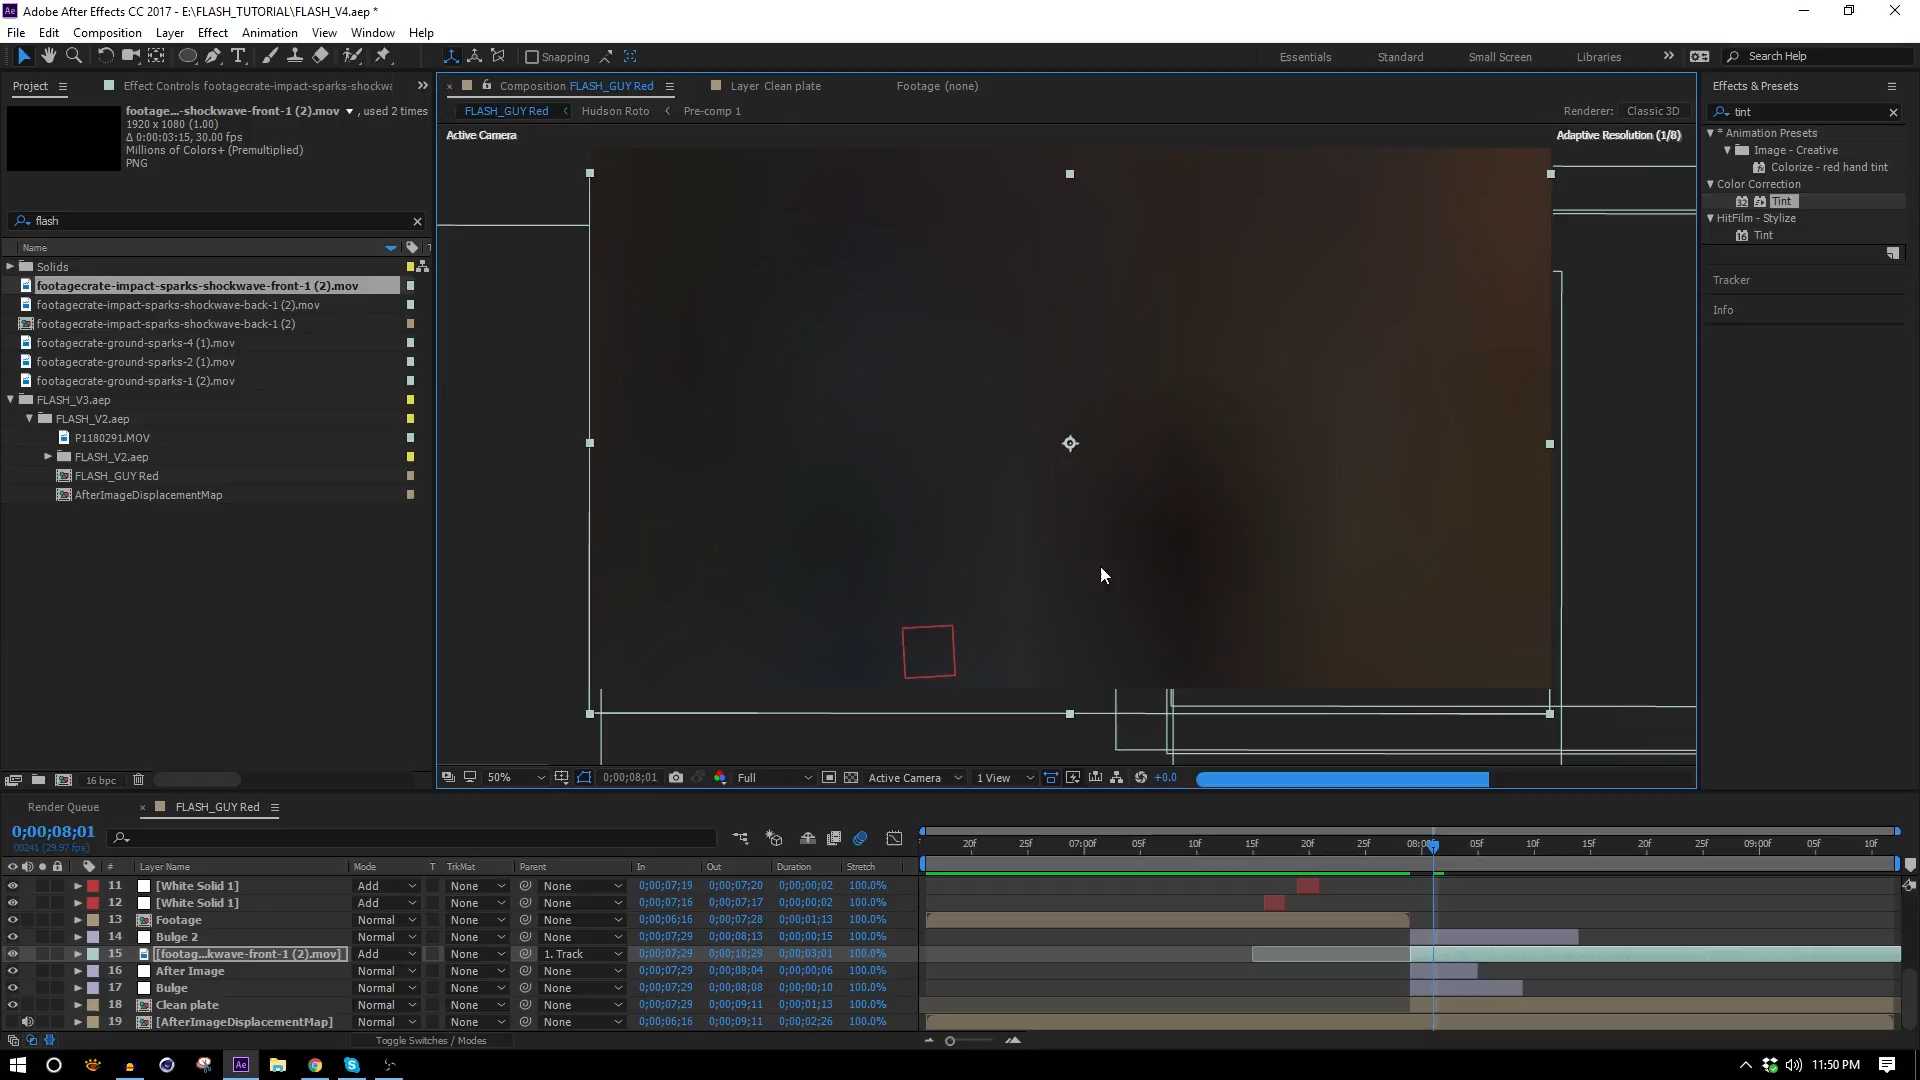 Adobe After Effects CC 2017 - E:\FLASH_TUTORIAL\FLASH_V4.aep *
File Edit Composition Layer Effect Animation View Window Help
Snapping
Essentials Standard Small Screen Libraries Search Help
Project Effect Controls footagecrate-impact-sparks-shockwa
Composition FLASH_GUY Red Layer Clean plate Footage (none)
Effects & Presets
footage...-shockwave-front-1 (2).mov , used 2 times
1920 x 1080 (1.00)
Δ 0:00:03:15, 30.00 fps
Millions of Colors+ (Premultiplied)
PNG
FLASH_GUY Red Hudson Roto Pre-comp 1
Renderer: Classic 3D
Active Camera
Adaptive Resolution (1/8)
tint
* Animation Presets
Image - Creative
Colorize - red hand tint
Color Correction
32 Tint
HitFilm - Stylize
16 Tint
Tracker
Info
flash
Name
Solids
footagecrate-impact-sparks-shockwave-front-1 (2).mov
footagecrate-impact-sparks-shockwave-back-1 (2).mov
footagecrate-impact-sparks-shockwave-back-1 (2)
footagecrate-ground-sparks-4 (1).mov
footagecrate-ground-sparks-2 (1).mov
footagecrate-ground-sparks-1 (2).mov
FLASH_V3.aep
FLASH_V2.aep
P1180291.MOV
FLASH_V2.aep
FLASH_GUY Red
AfterImageDisplacementMap
16 bpc
50% 0;00;08;01 Full Active Camera 1 View +0.0
Render Queue FLASH_GUY Red
0;00;08;01
00241 (29.97 fps)
# Layer Name Mode T TrkMat Parent In Out Duration Stretch
20f 25f 07:00f 05f 10f 15f 20f 25f 08:00f 05f 10f 15f 20f 25f 09:00f 05f 10f
11 [White Solid 1] Add None None 0;00;07;19 0;00;07;20 0;00;00;02 100.0%
12 [White Solid 1] Add None None 0;00;07;16 0;00;07;17 0;00;00;02 100.0%
13 Footage Normal None None 0;00;06;16 0;00;07;28 0;00;01;13 100.0%
14 Bulge 2 Normal None None 0;00;07;29 0;00;08;13 0;00;00;15 100.0%
15 [footag...kwave-front-1 (2).mov] Add None 1. Track 0;00;07;29 0;00;10;29 0;00;03;01 100.0%
16 After Image Normal None None 0;00;07;29 0;00;08;04 0;00;00;06 100.0%
17 Bulge Normal None None 0;00;07;29 0;00;08;08 0;00;00;10 100.0%
18 Clean plate Normal None None 0;00;07;29 0;00;09;11 0;00;01;13 100.0%
19 [AfterImageDisplacementMap] Normal None None 0;00;06;16 0;00;09;11 0;00;02;26 100.0%
Toggle Switches / Modes
11:50 PM